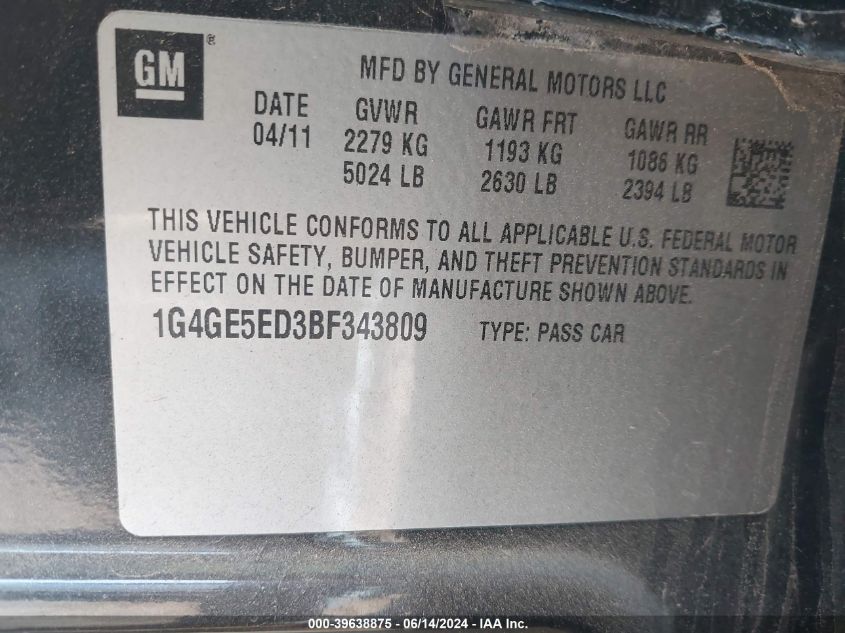 GM®
MFD BY GENERAL MOTORS LLC
DATE GVWR GAWR FRT GAWR RR
04/11 2279 KG 1193 KG 1086 KG
5024 LB 2630 LB 2394 LB
THIS VEHICLE CONFORMS TO ALL APPLICABLE U.S. FEDERAL MOTOR
VEHICLE SAFETY, BUMPER, AND THEFT PREVENTION STANDARDS IN
EFFECT ON THE DATE OF MANUFACTURE SHOWN ABOVE.
1G4GE5ED3BF343809 TYPE: PASS CAR
000-39638875 - 06/14/2024 - IAA Inc.